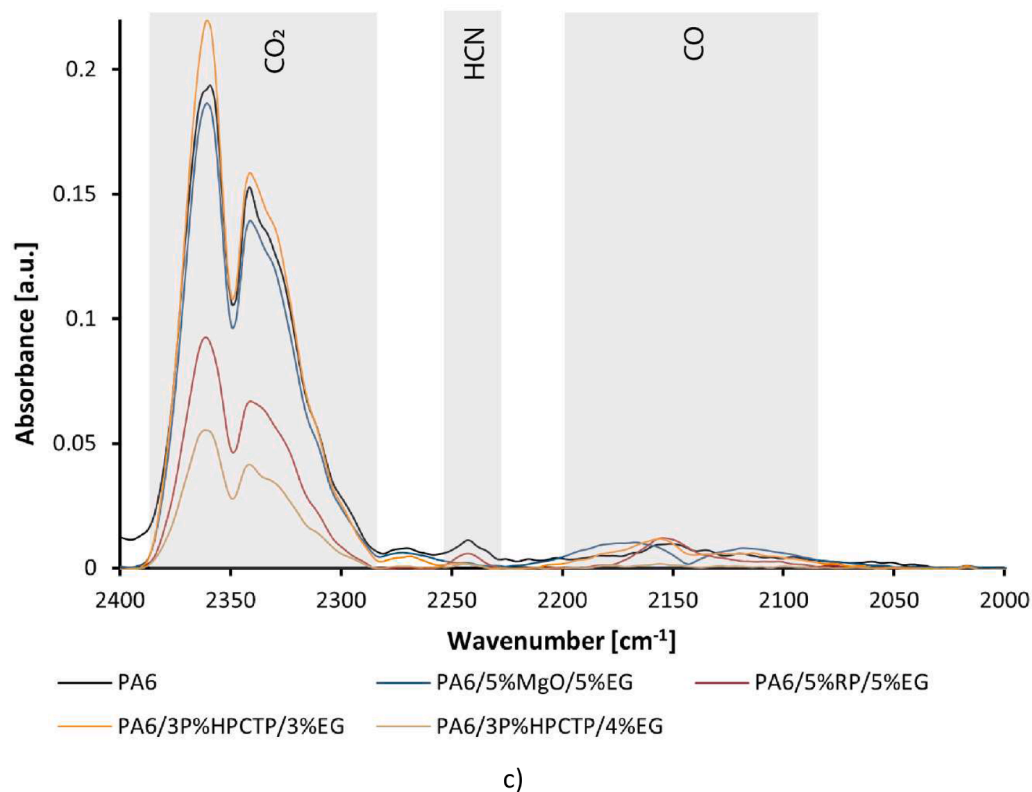 CO₂
HCN
CO
0.2
0.15
0.1
0.05
0
Absorbance [a.u.]
2400 2350 2300 2250 2200 2150 2100 2050 2000
Wavenumber [cm⁻¹]
PA6 PA6/5%MgO/5%EG PA6/5%RP/5%EG
PA6/3P%HPCTP/3%EG PA6/3P%HPCTP/4%EG
c)